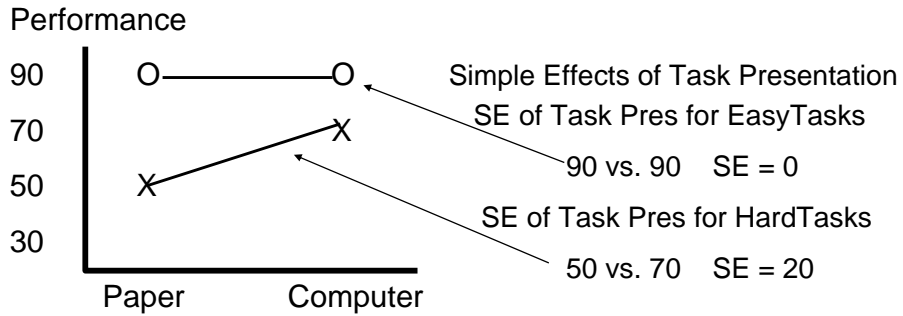 Performance
90
70
50
30
O
O
X
X
Paper Computer
Simple Effects of Task Presentation
SE of Task Pres for EasyTasks
90 vs. 90 SE = 0
SE of Task Pres for HardTasks
50 vs. 70 SE = 20